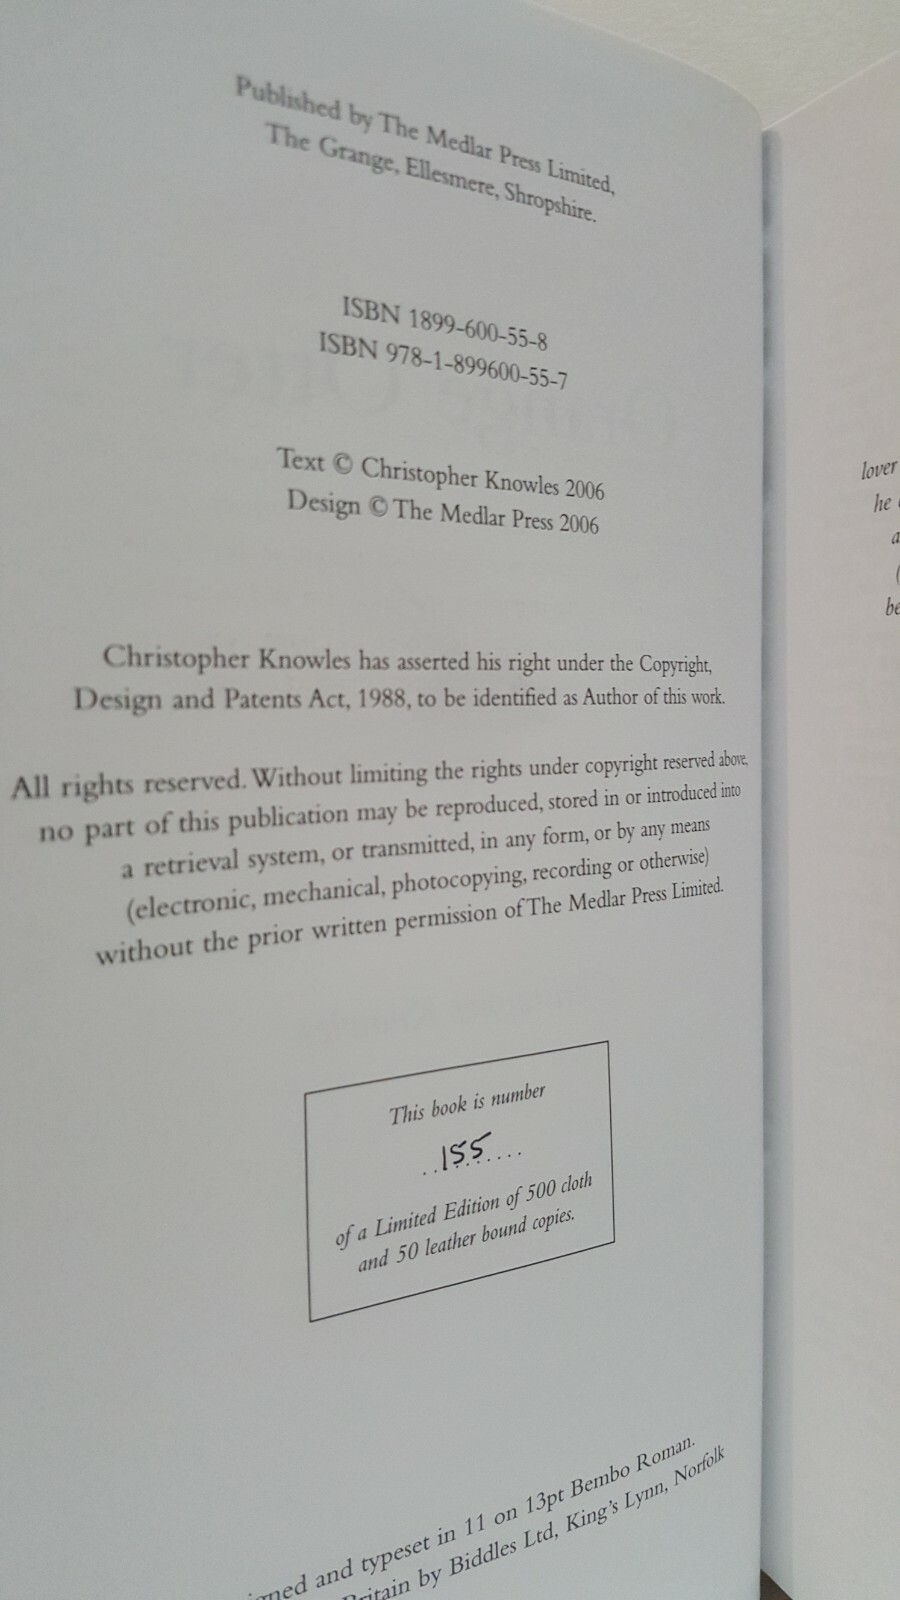 Published by The Medlar Press Limited,
The Grange, Ellesmere, Shropshire.
ISBN 1899-600-55-8
ISBN 978-1-899600-55-7
Text © Christopher Knowles 2006
Design © The Medlar Press 2006
Christopher Knowles has asserted his right under the Copyright,
Design and Patents Act, 1988, to be identified as Author of this work.
All rights reserved. Without limiting the rights under copyright reserved above,
no part of this publication may be reproduced, stored in or introduced into
a retrieval system, or transmitted, in any form, or by any means
(electronic, mechanical, photocopying, recording or otherwise)
without the prior written permission of The Medlar Press Limited.
This book is number
..155.....
of a Limited Edition of 500 cloth
and 50 leather bound copies.
gned and typeset in 11 on 13pt Bembo Roman.
Britain by Biddles Ltd, King's Lynn, Norfolk
lover
he
a
(
be